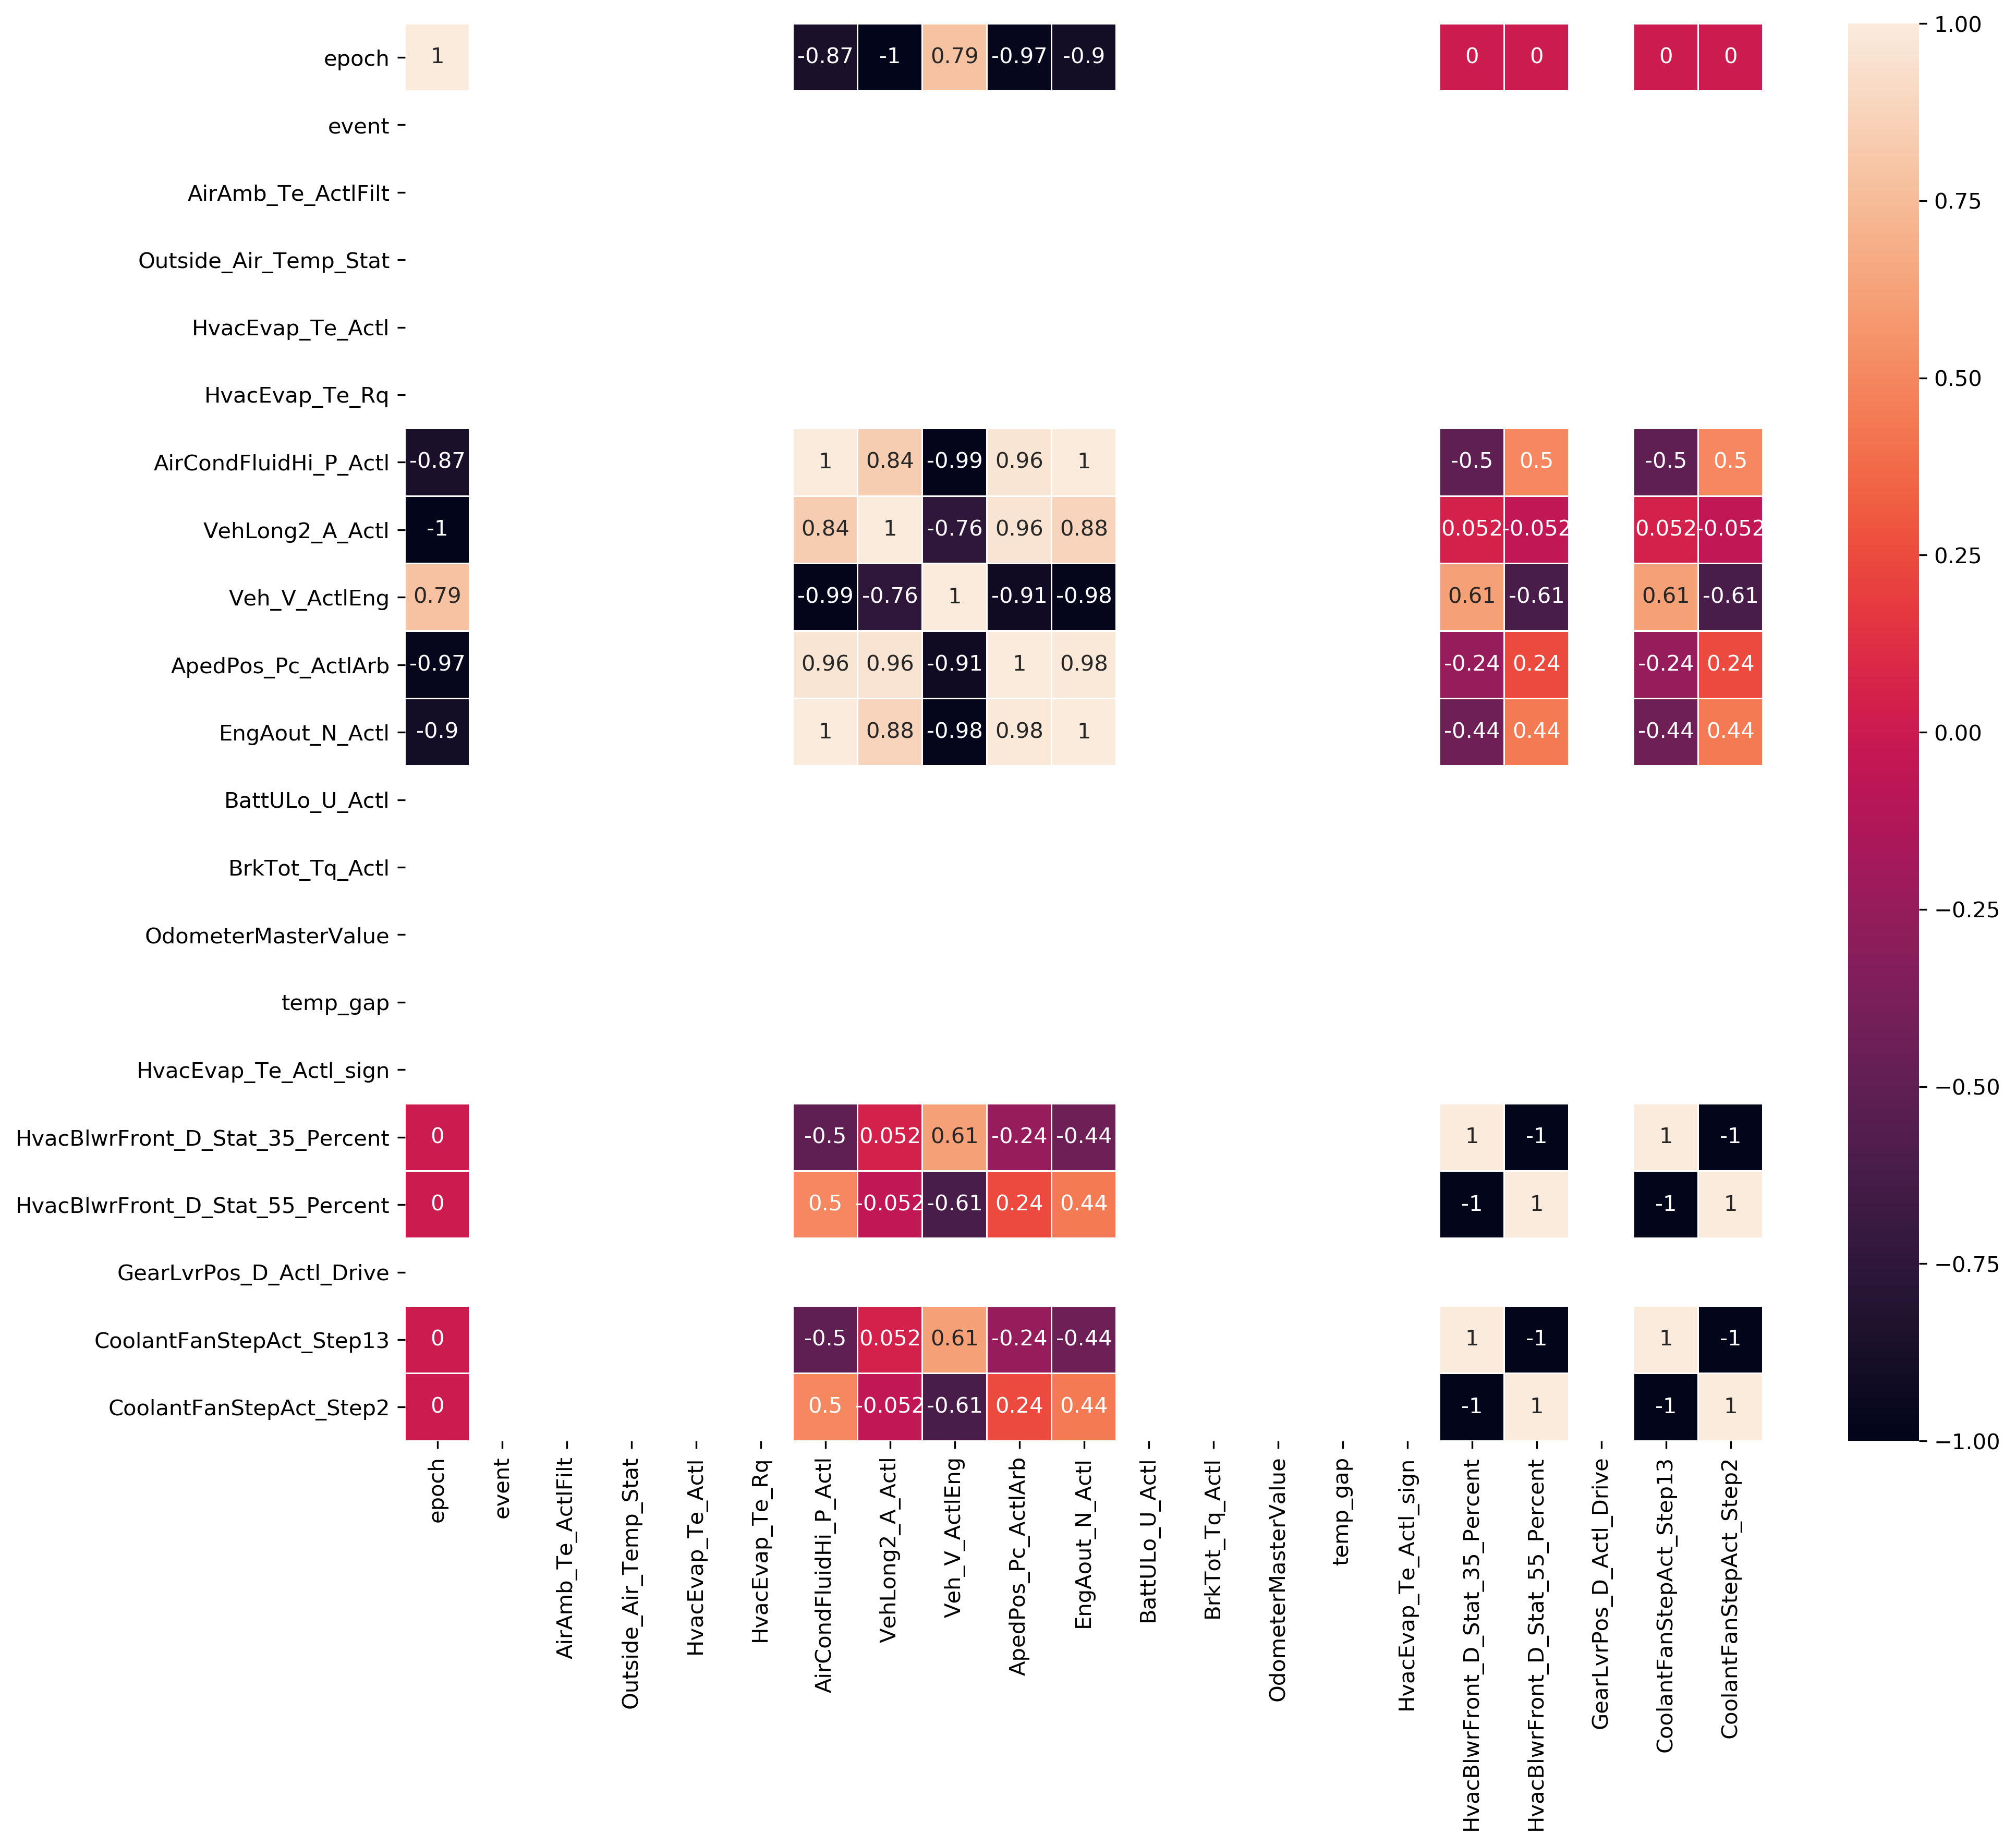 epoch 1 -0.87 -1 0.79 -0.97 -0.9 0 0 0 0
event
AirAmb_Te_ActlFilt
Outside_Air_Temp_Stat
HvacEvap_Te_Actl
HvacEvap_Te_Rq
AirCondFluidHi_P_Actl -0.87 1 0.84 -0.99 0.96 1 -0.5 0.5 -0.5 0.5
VehLong2_A_Actl -1 0.84 1 -0.76 0.96 0.88 0.052 -0.052 0.052 -0.052
Veh_V_ActlEng 0.79 -0.99 -0.76 1 -0.91 -0.98 0.61 -0.61 0.61 -0.61
ApedPos_Pc_ActlArb -0.97 0.96 0.96 -0.91 1 0.98 -0.24 0.24 -0.24 0.24
EngAout_N_Actl -0.9 1 0.88 -0.98 0.98 1 -0.44 0.44 -0.44 0.44
BattULo_U_Actl
BrkTot_Tq_Actl
OdometerMasterValue
temp_gap
HvacEvap_Te_Actl_sign
HvacBlwrFront_D_Stat_35_Percent 0 -0.5 0.052 0.61 -0.24 -0.44 1 -1 1 -1
HvacBlwrFront_D_Stat_55_Percent 0 0.5 -0.052 -0.61 0.24 0.44 -1 1 -1 1
GearLvrPos_D_Actl_Drive
CoolantFanStepAct_Step13 0 -0.5 0.052 0.61 -0.24 -0.44 1 -1 1 -1
CoolantFanStepAct_Step2 0 0.5 -0.052 -0.61 0.24 0.44 -1 1 -1 1
epoch
event
AirAmb_Te_ActlFilt
Outside_Air_Temp_Stat
HvacEvap_Te_Actl
HvacEvap_Te_Rq
AirCondFluidHi_P_Actl
VehLong2_A_Actl
Veh_V_ActlEng
ApedPos_Pc_ActlArb
EngAout_N_Actl
BattULo_U_Actl
BrkTot_Tq_Actl
OdometerMasterValue
temp_gap
HvacEvap_Te_Actl_sign
HvacBlwrFront_D_Stat_35_Percent
HvacBlwrFront_D_Stat_55_Percent
GearLvrPos_D_Actl_Drive
CoolantFanStepAct_Step13
CoolantFanStepAct_Step2
1.00
0.75
0.50
0.25
0.00
−0.25
−0.50
−0.75
−1.00